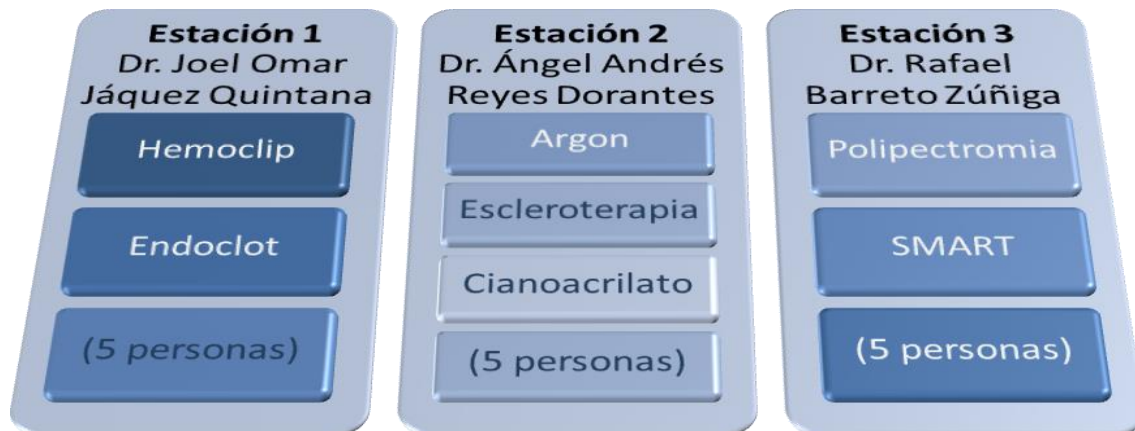 Estación 1
Dr. Joel Omar
Jáquez Quintana
Hemoclip
Endoclot
(5 personas)
Estación 2
Dr. Ángel Andrés
Reyes Dorantes
Argon
Escleroterapia
Cianoacrilato
(5 personas)
Estación 3
Dr. Rafael
Barreto Zúñiga
Polipectromia
SMART
(5 personas)